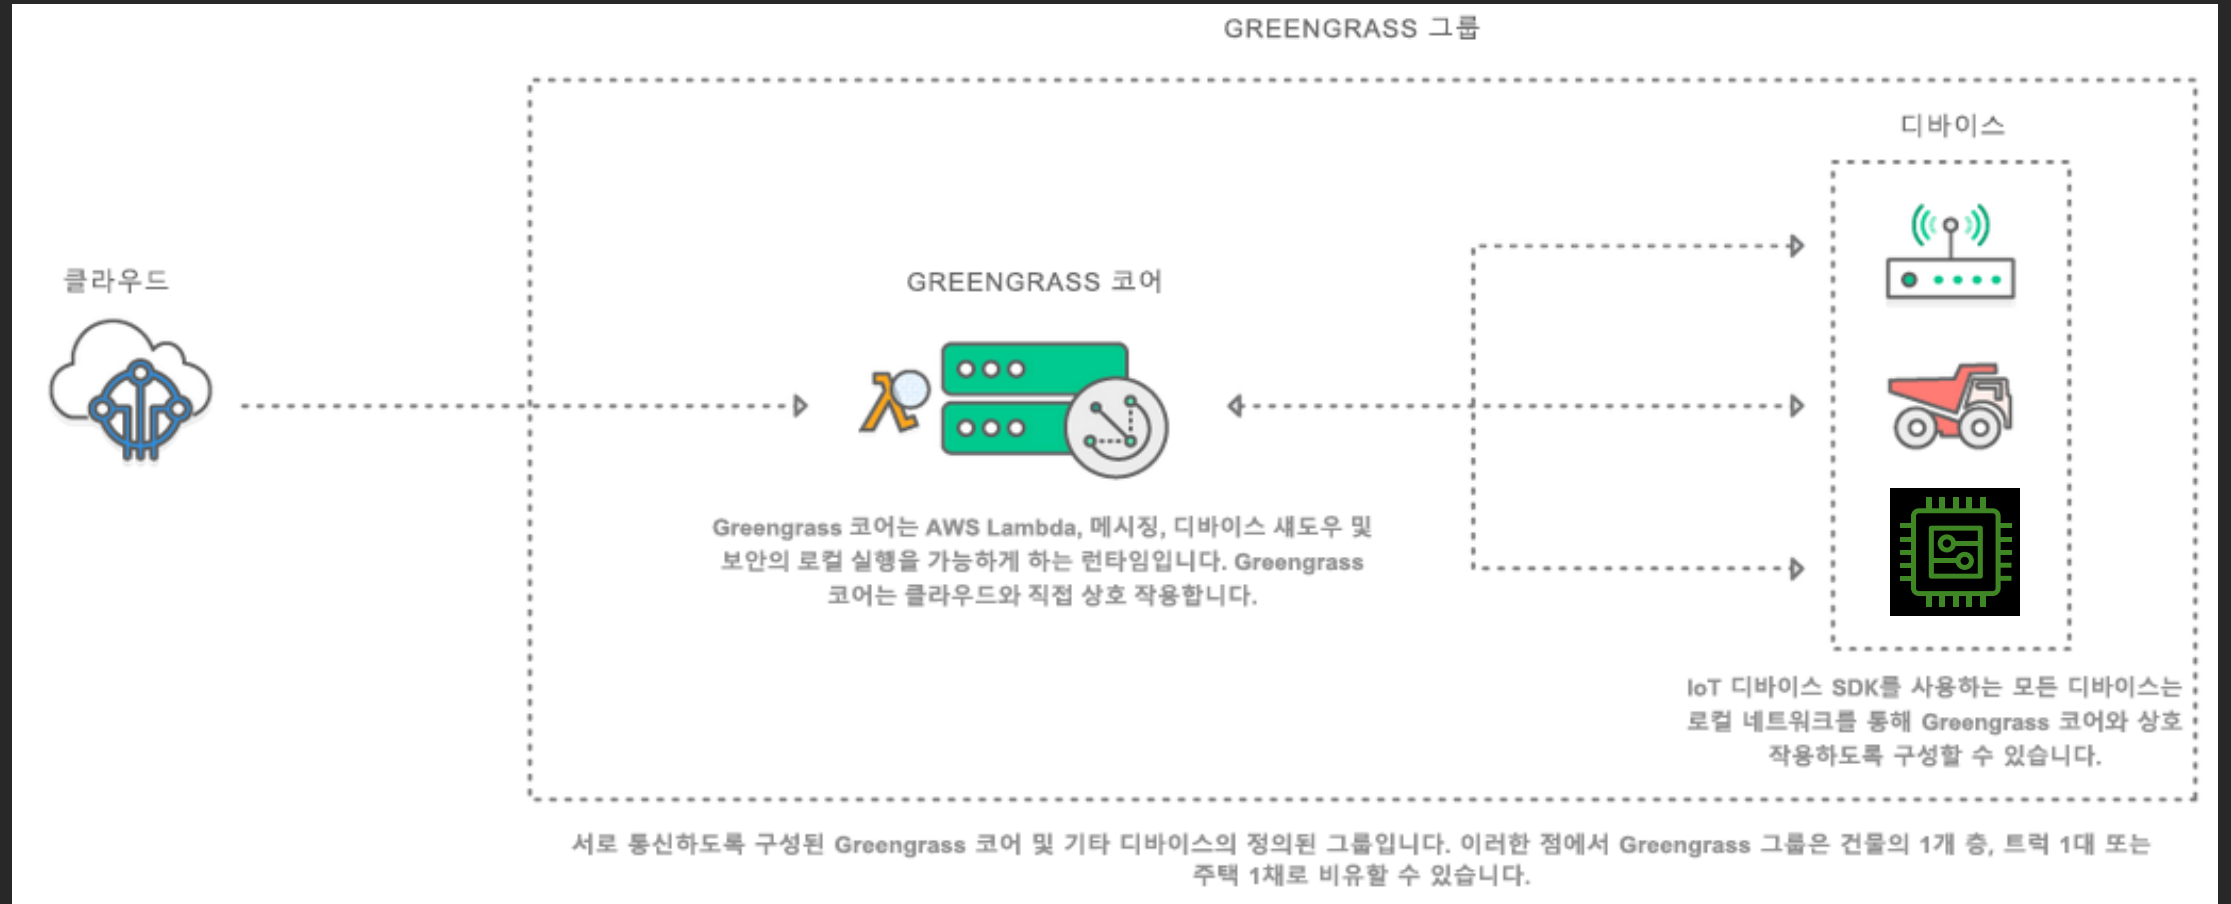 GREENGRASS 그룹
디바이스
클라우드
GREENGRASS 코어
Greengrass 코어는 AWS Lambda, 메시징, 디바이스 섀도우 및
보안의 로컬 실행을 가능하게 하는 런타임입니다. Greengrass
코어는 클라우드와 직접 상호 작용합니다.
IoT 디바이스 SDK를 사용하는 모든 디바이스는
로컬 네트워크를 통해 Greengrass 코어와 상호
작용하도록 구성할 수 있습니다.
서로 통신하도록 구성된 Greengrass 코어 및 기타 디바이스의 정의된 그룹입니다. 이러한 점에서 Greengrass 그룹은 건물의 1개 층, 트럭 1대 또는
주택 1채로 비유할 수 있습니다.